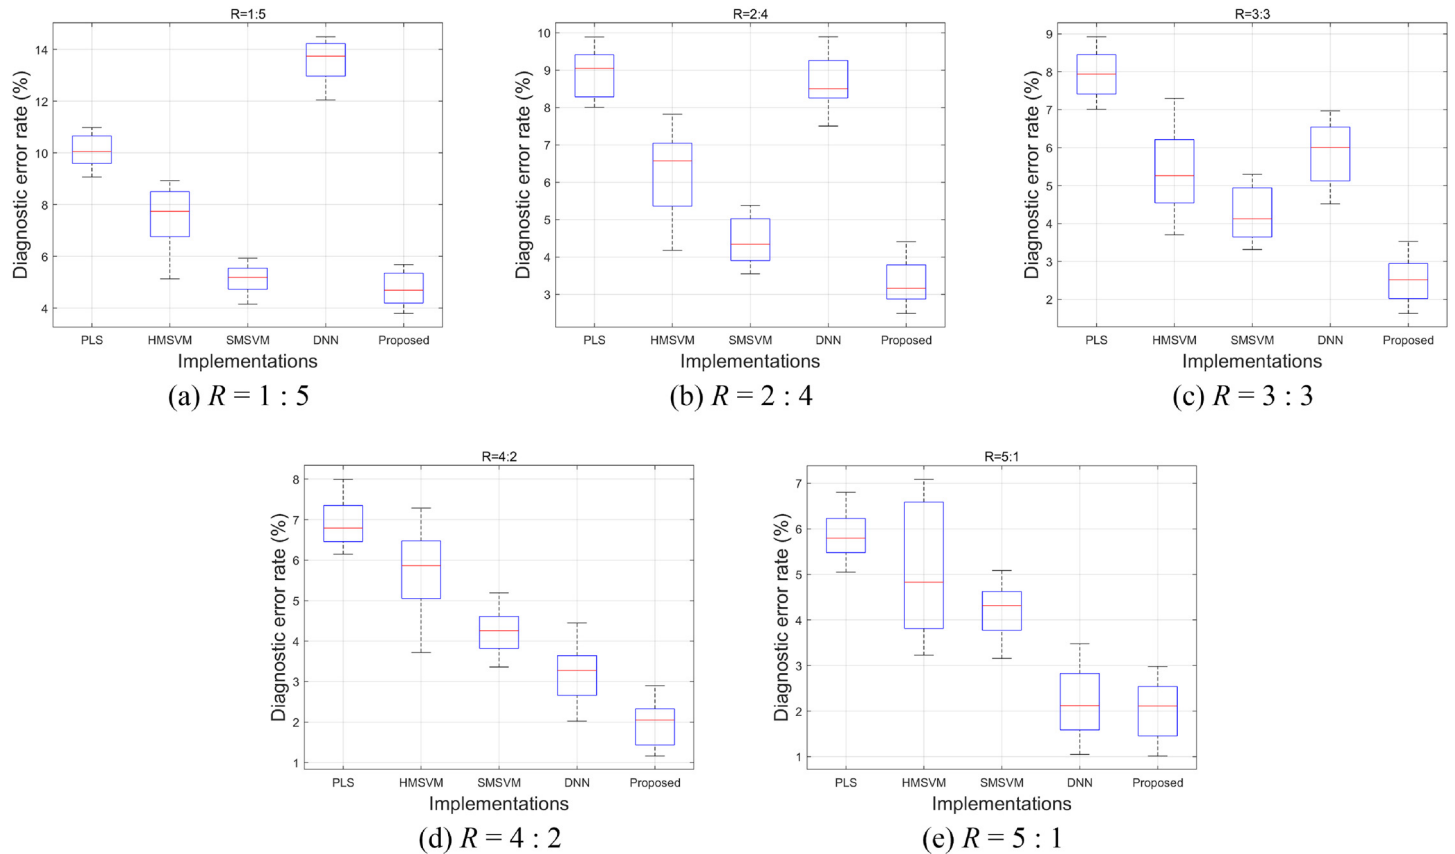 R=1:5
Diagnostic error rate (%)
14
12
10
8
6
4
PLS HMSVM SMSVM DNN Proposed
Implementations
(a) R = 1 : 5
R=2:4
Diagnostic error rate (%)
10
9
8
7
6
5
4
3
PLS HMSVM SMSVM DNN Proposed
Implementations
(b) R = 2 : 4
R=3:3
Diagnostic error rate (%)
9
8
7
6
5
4
3
2
PLS HMSVM SMSVM DNN Proposed
Implementations
(c) R = 3 : 3
R=4:2
Diagnostic error rate (%)
8
7
6
5
4
3
2
1
PLS HMSVM SMSVM DNN Proposed
Implementations
(d) R = 4 : 2
R=5:1
Diagnostic error rate (%)
7
6
5
4
3
2
1
PLS HMSVM SMSVM DNN Proposed
Implementations
(e) R = 5 : 1